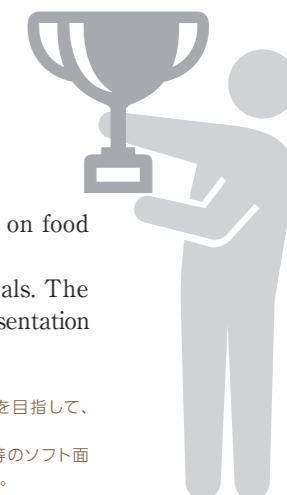 on food
als. The
sentation
を目指して、
等のソフト面
。